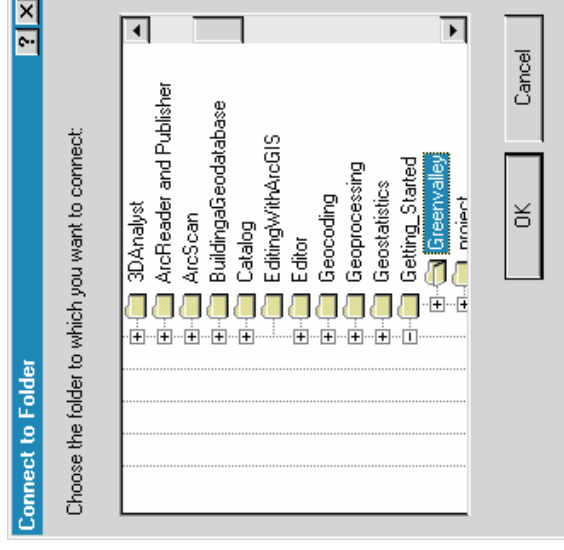 Connect to Folder
Choose the folder to which you want to connect:
3DAnalyst
ArcReader and Publisher
ArcScan
BuildingaGeodatabase
Catalog
EditingWithArcGIS
Editor
Geocoding
Geoprocessing
Geostatistics
Getting_Started
Greenvalley
project
OK
Cancel